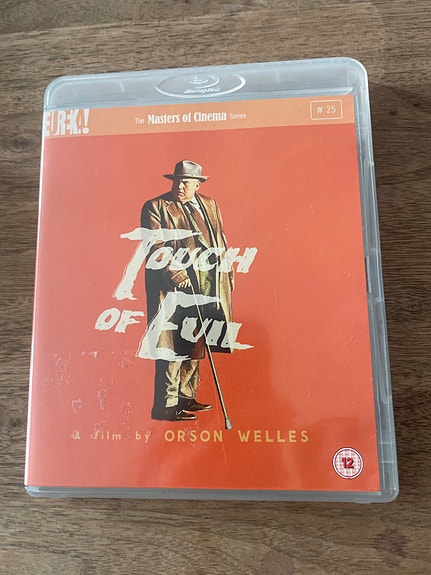 Blu-ray Disc
EUREKA!
The Masters of Cinema Series
# 25
TOUCH
OF EVIL
A film by ORSON WELLES
12